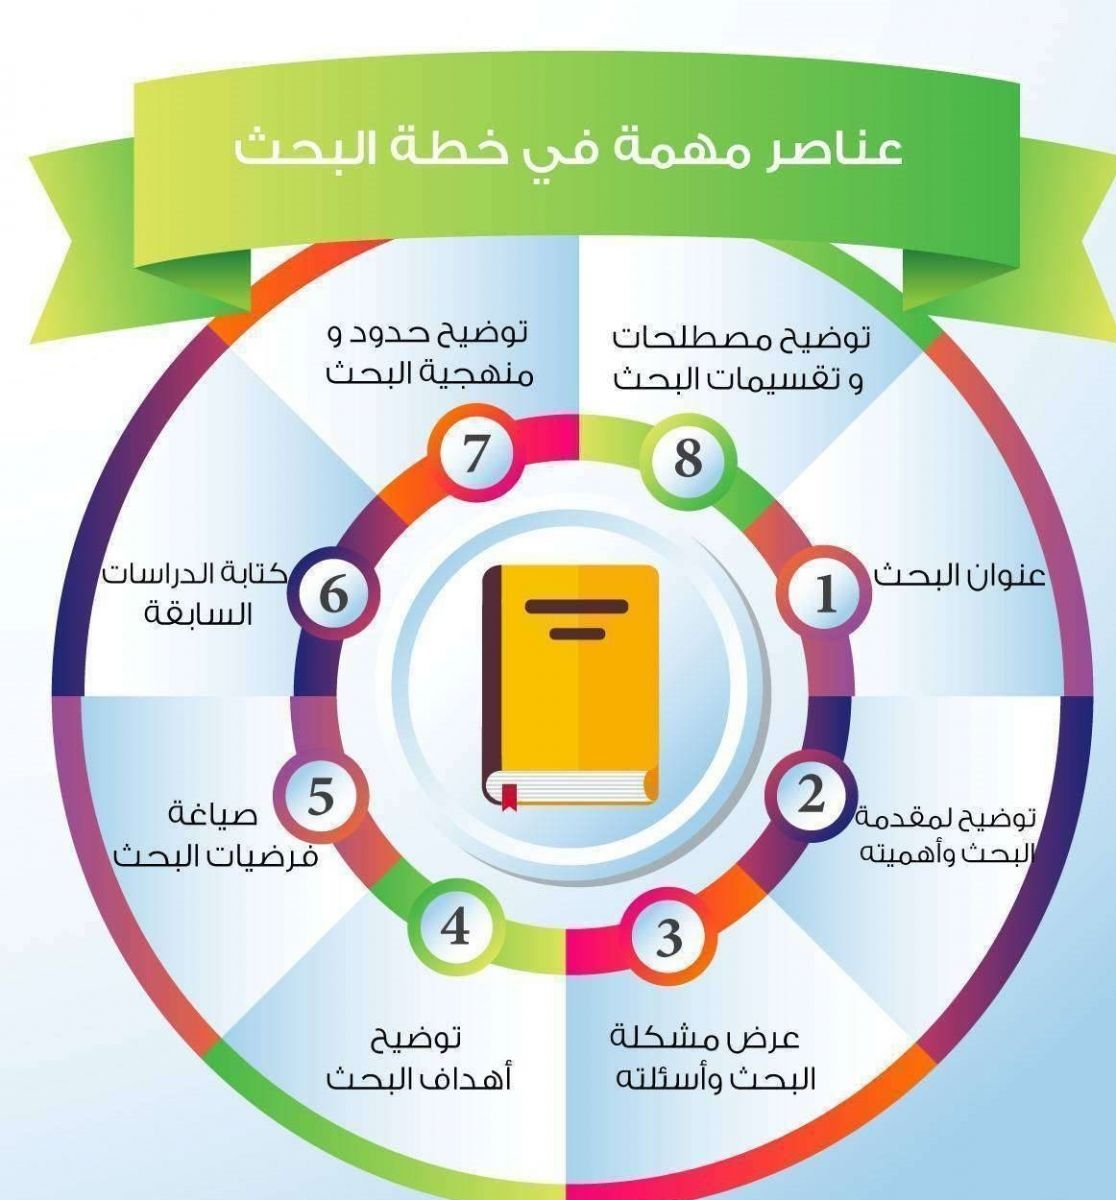 عناصر مهمة في خطة البحث
1
عنوان البحث
2
توضيح لمقدمة
البحث وأهميته
3
عرض مشكلة
البحث وأسئلته
4
توضيح
أهداف البحث
5
صياغة
فرضيات البحث
6
كتابة الدراسات
السابقة
7
توضيح حدود و
منهجية البحث
8
توضيح مصطلحات
و تقسيمات البحث